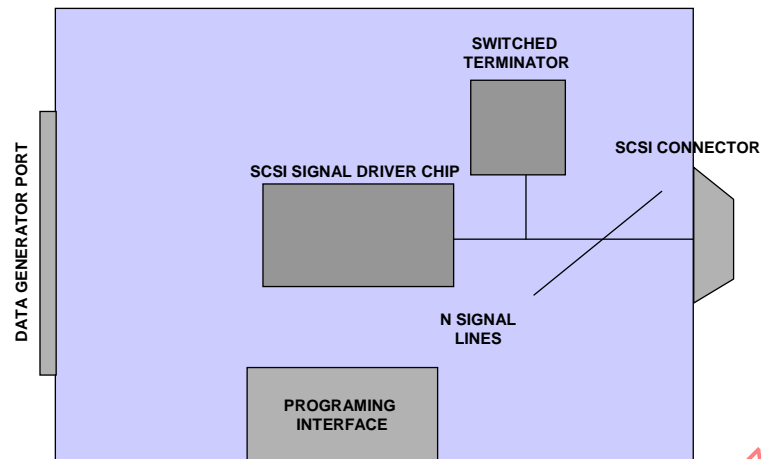 SWITCHED
TERMINATOR
SCSI CONNECTOR
SCSI SIGNAL DRIVER CHIP
DATA GENERATOR PORT
N SIGNAL
LINES
PROGRAMING
INTERFACE